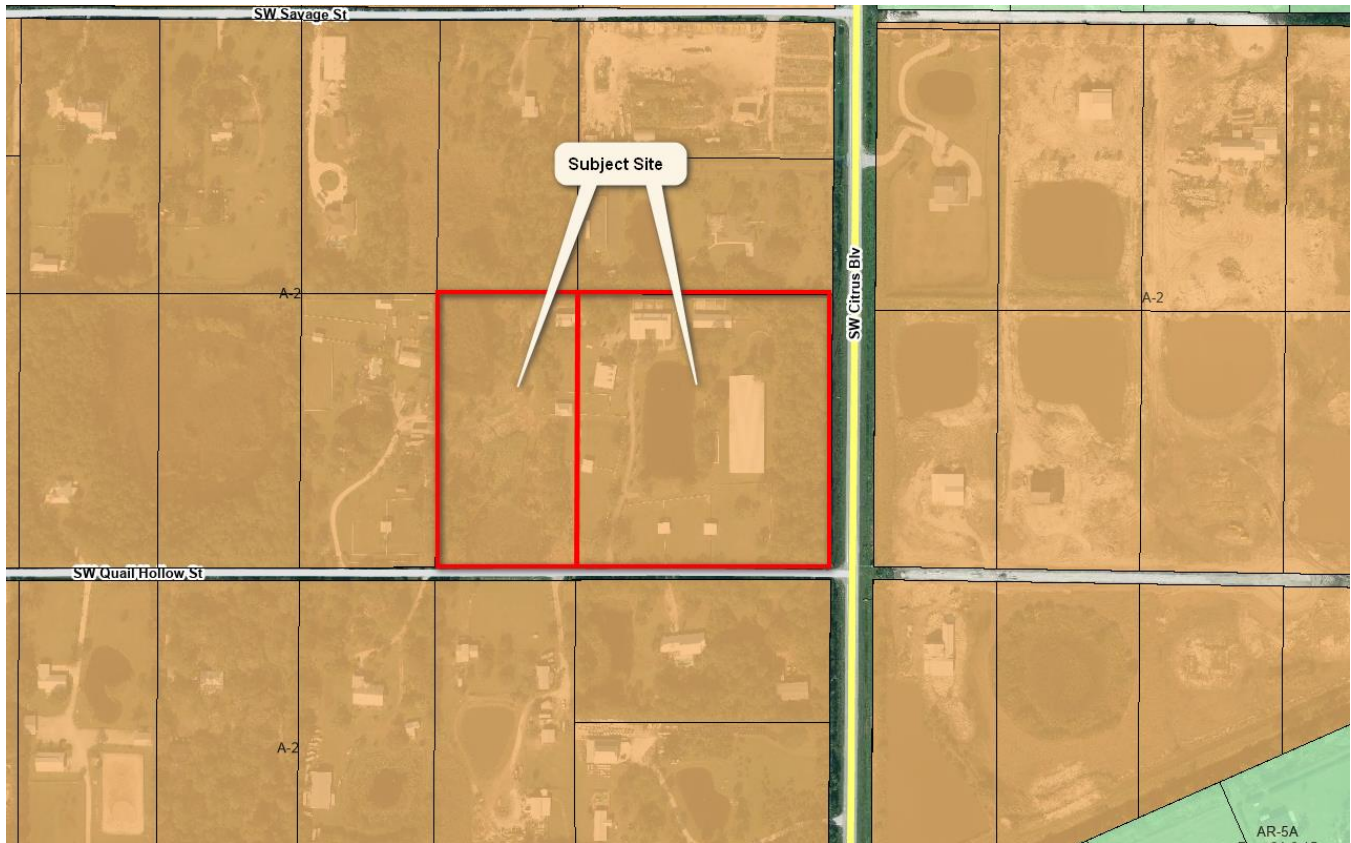 SW Savage St
Subject Site
SW Citrus Blv
A-2
A-2
SW Quail Hollow St
A-2
AR-5A